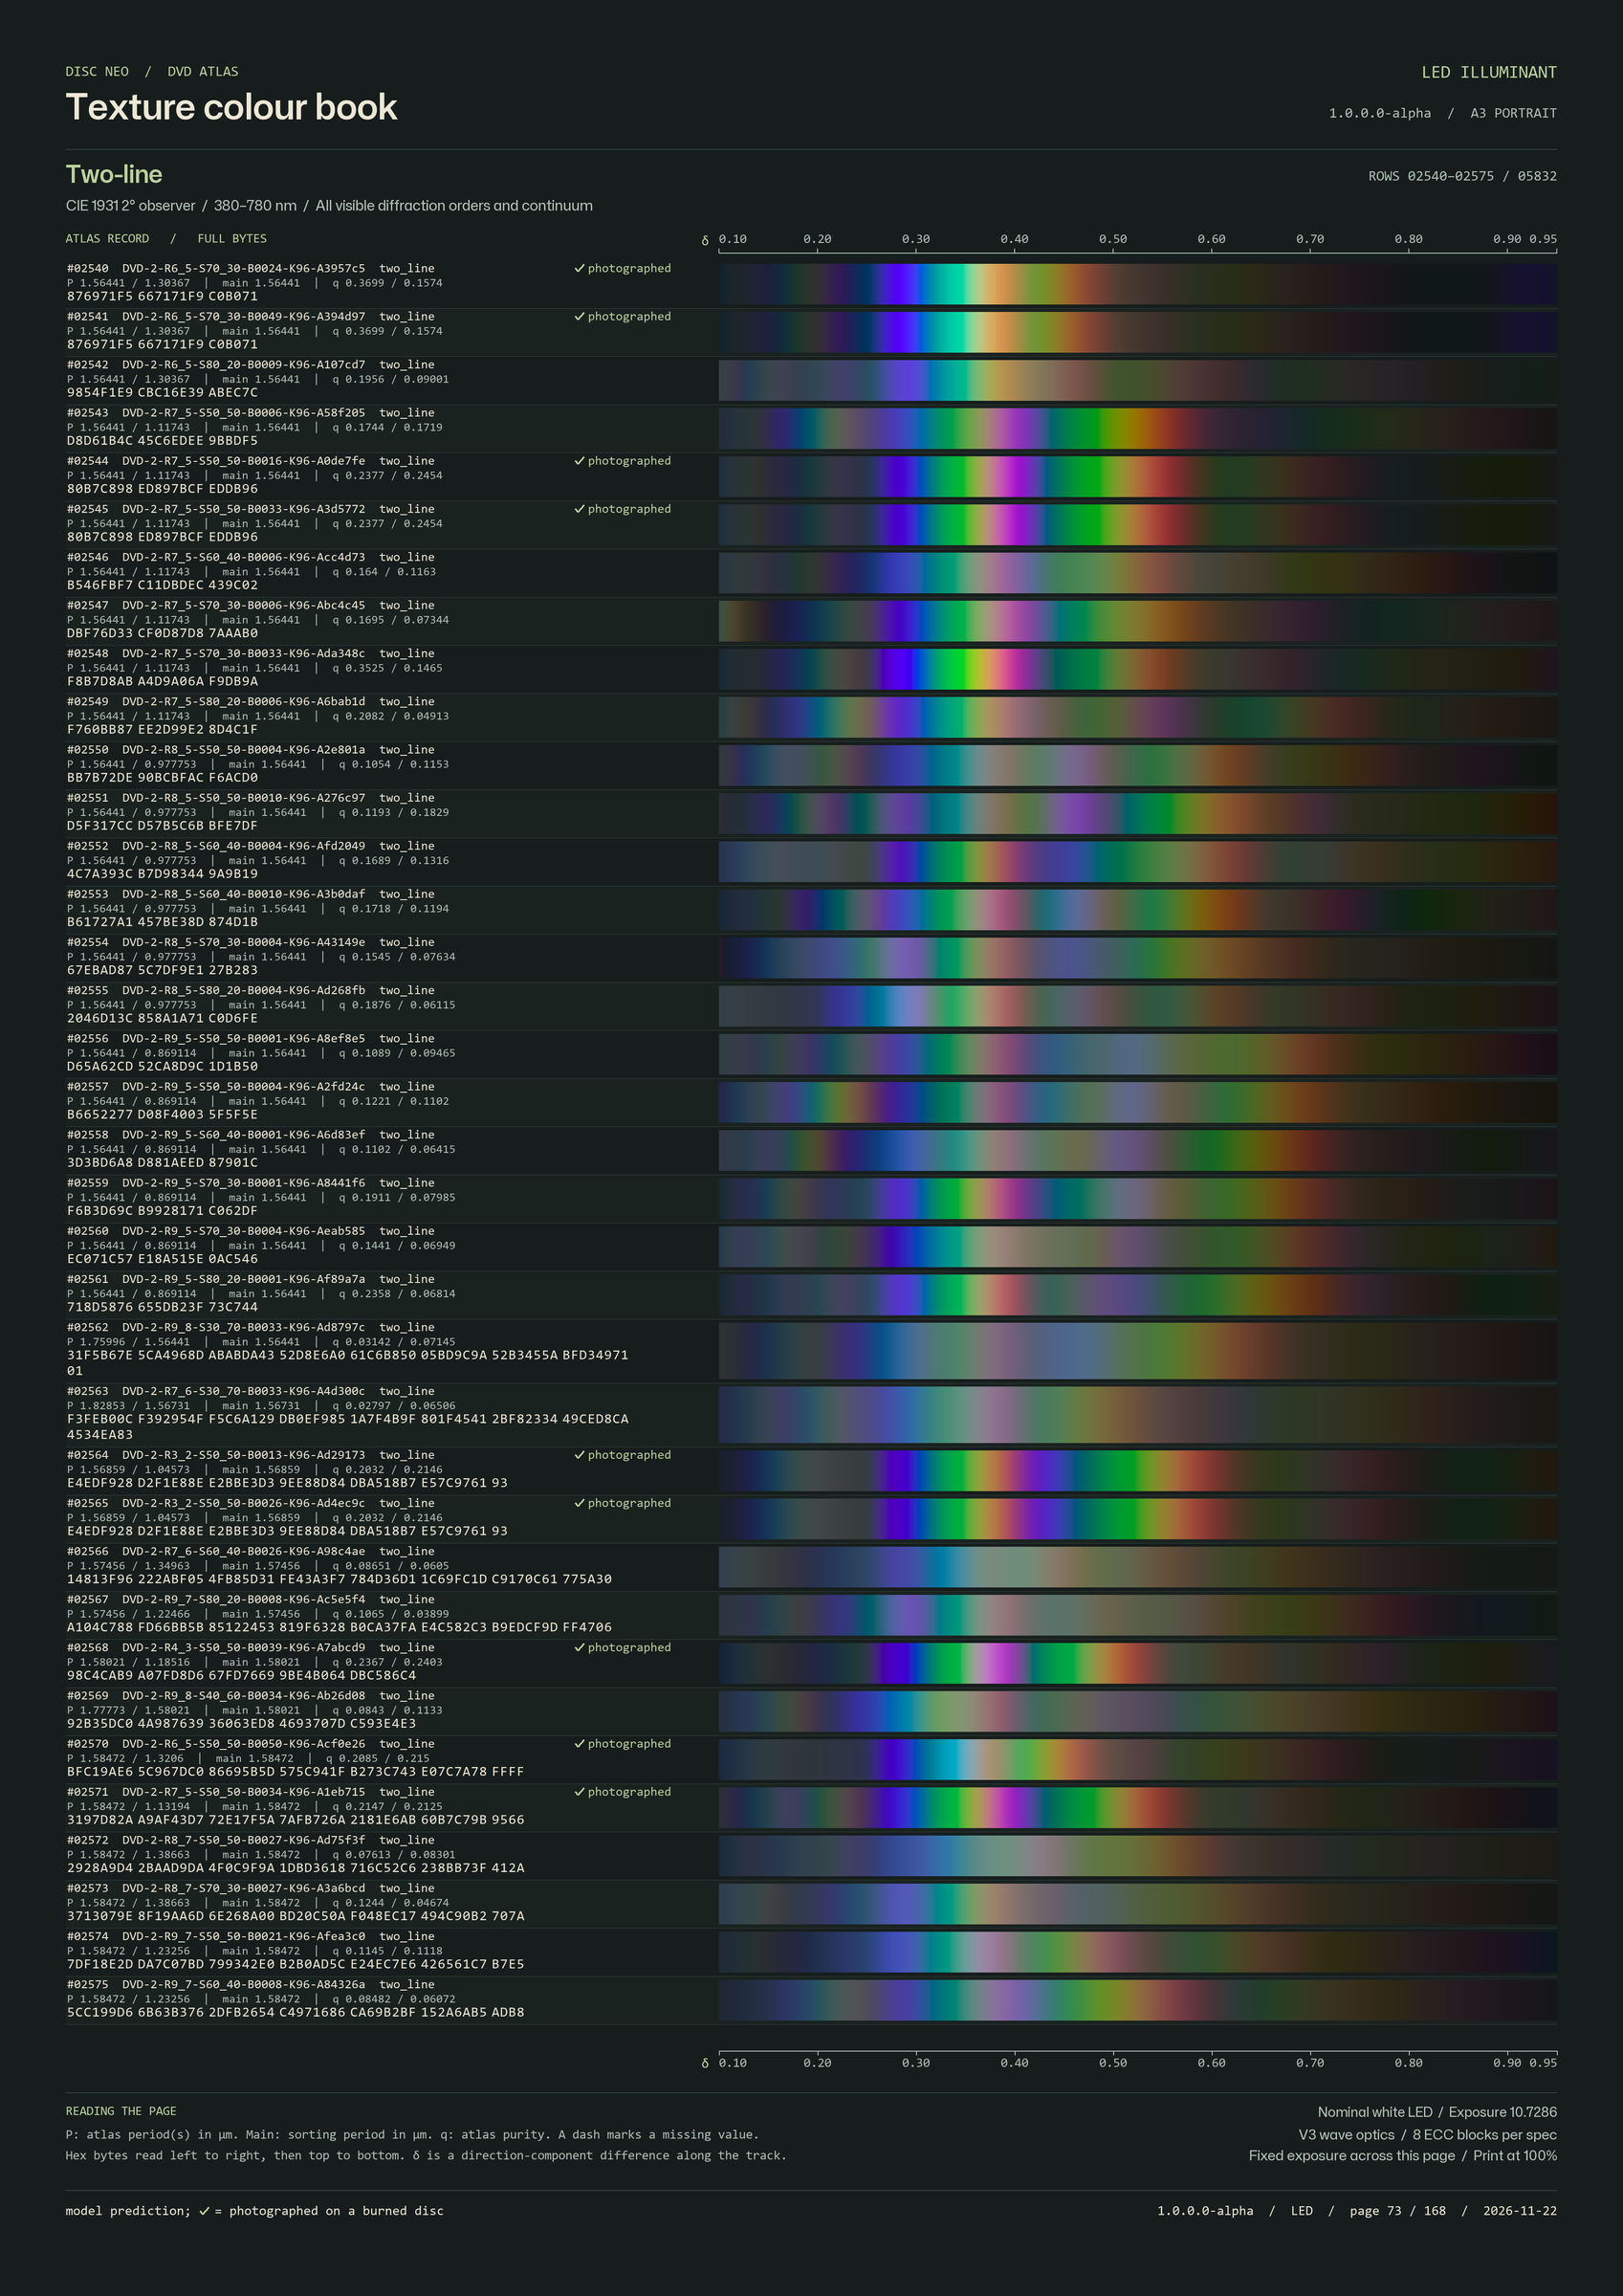 DISC NEO / DVD ATLAS
LED ILLUMINANT
Texture colour book
1.0.0.0-alpha / A3 PORTRAIT
Two-line
ROWS 02540–02575 / 05832
CIE 1931 2° observer / 380–780 nm / All visible diffraction orders and continuum
ATLAS RECORD / FULL BYTES
δ 0.10 0.20 0.30 0.40 0.50 0.60 0.70 0.80 0.90 0.95
#02540 DVD-2-R6_5-S70_30-B0024-K96-A3957c5 two_line ✓ photographed
P 1.56441 / 1.30367 | main 1.56441 | q 0.3699 / 0.1574
876971F5 667171F9 C0B071
#02541 DVD-2-R6_5-S70_30-B0049-K96-A394d97 two_line ✓ photographed
P 1.56441 / 1.30367 | main 1.56441 | q 0.3699 / 0.1574
876971F5 667171F9 C0B071
#02542 DVD-2-R6_5-S80_20-B0009-K96-A107cd7 two_line
P 1.56441 / 1.30367 | main 1.56441 | q 0.1956 / 0.09001
9854F1E9 CBC16E39 ABEC7C
#02543 DVD-2-R7_5-S50_50-B0006-K96-A58f205 two_line
P 1.56441 / 1.11743 | main 1.56441 | q 0.1744 / 0.1719
D8D61B4C 45C6EDEE 9BBDF5
#02544 DVD-2-R7_5-S50_50-B0016-K96-A0de7fe two_line ✓ photographed
P 1.56441 / 1.11743 | main 1.56441 | q 0.2377 / 0.2454
80B7C898 ED897BCF EDDB96
#02545 DVD-2-R7_5-S50_50-B0033-K96-A3d5772 two_line ✓ photographed
P 1.56441 / 1.11743 | main 1.56441 | q 0.2377 / 0.2454
80B7C898 ED897BCF EDDB96
#02546 DVD-2-R7_5-S60_40-B0006-K96-Acc4d73 two_line
P 1.56441 / 1.11743 | main 1.56441 | q 0.164 / 0.1163
B546FBF7 C11DBDEC 439C02
#02547 DVD-2-R7_5-S70_30-B0006-K96-Abc4c45 two_line
P 1.56441 / 1.11743 | main 1.56441 | q 0.1695 / 0.07344
DBF76D33 CF0D87D8 7AAAB0
#02548 DVD-2-R7_5-S70_30-B0033-K96-Ada348c two_line
P 1.56441 / 1.11743 | main 1.56441 | q 0.3525 / 0.1465
F8B7D8AB A4D9A06A F9DB9A
#02549 DVD-2-R7_5-S80_20-B0006-K96-A6bab1d two_line
P 1.56441 / 1.11743 | main 1.56441 | q 0.2082 / 0.04913
F760BB87 EE2D99E2 8D4C1F
#02550 DVD-2-R8_5-S50_50-B0004-K96-A2e801a two_line
P 1.56441 / 0.977753 | main 1.56441 | q 0.1054 / 0.1153
BB7B72DE 90BCBFAC F6ACD0
#02551 DVD-2-R8_5-S50_50-B0010-K96-A276c97 two_line
P 1.56441 / 0.977753 | main 1.56441 | q 0.1193 / 0.1829
D5F317CC D57B5C6B BFE7DF
#02552 DVD-2-R8_5-S60_40-B0004-K96-Afd2049 two_line
P 1.56441 / 0.977753 | main 1.56441 | q 0.1689 / 0.1316
4C7A393C B7D98344 9A9B19
#02553 DVD-2-R8_5-S60_40-B0010-K96-A3b0daf two_line
P 1.56441 / 0.977753 | main 1.56441 | q 0.1718 / 0.1194
B61727A1 457BE38D 874D1B
#02554 DVD-2-R8_5-S70_30-B0004-K96-A43149e two_line
P 1.56441 / 0.977753 | main 1.56441 | q 0.1545 / 0.07634
67EBAD87 5C7DF9E1 27B283
#02555 DVD-2-R8_5-S80_20-B0004-K96-Ad268fb two_line
P 1.56441 / 0.977753 | main 1.56441 | q 0.1876 / 0.06115
2046D13C 858A1A71 C0D6FE
#02556 DVD-2-R9_5-S50_50-B0001-K96-A8ef8e5 two_line
P 1.56441 / 0.869114 | main 1.56441 | q 0.1089 / 0.09465
D65A62CD 52CA8D9C 1D1B50
#02557 DVD-2-R9_5-S50_50-B0004-K96-A2fd24c two_line
P 1.56441 / 0.869114 | main 1.56441 | q 0.1221 / 0.1102
B6652277 D08F4003 5F5F5E
#02558 DVD-2-R9_5-S60_40-B0001-K96-A6d83ef two_line
P 1.56441 / 0.869114 | main 1.56441 | q 0.1102 / 0.06415
3D3BD6A8 D881AEED 87901C
#02559 DVD-2-R9_5-S70_30-B0001-K96-A8441f6 two_line
P 1.56441 / 0.869114 | main 1.56441 | q 0.1911 / 0.07985
F6B3D69C B9928171 C062DF
#02560 DVD-2-R9_5-S70_30-B0004-K96-Aeab585 two_line
P 1.56441 / 0.869114 | main 1.56441 | q 0.1441 / 0.06949
EC071C57 E18A515E 0AC546
#02561 DVD-2-R9_5-S80_20-B0001-K96-Af89a7a two_line
P 1.56441 / 0.869114 | main 1.56441 | q 0.2358 / 0.06814
718D5876 655DB23F 73C744
#02562 DVD-2-R9_8-S30_70-B0033-K96-Ad8797c two_line
P 1.75996 / 1.56441 | main 1.56441 | q 0.03142 / 0.07145
31F5B67E 5CA4968D ABABDA43 52D8E6A0 61C6B850 05BD9C9A 52B3455A BFD34971
01
#02563 DVD-2-R7_6-S30_70-B0033-K96-A4d300c two_line
P 1.82853 / 1.56731 | main 1.56731 | q 0.02797 / 0.06506
F3FEB00C F392954F F5C6A129 DB0EF985 1A7F4B9F 801F4541 2BF82334 49CED8CA
4534EA83
#02564 DVD-2-R3_2-S50_50-B0013-K96-Ad29173 two_line ✓ photographed
P 1.56859 / 1.04573 | main 1.56859 | q 0.2032 / 0.2146
E4EDF928 D2F1E88E E2BBE3D3 9EE88D84 DBA518B7 E57C9761 93
#02565 DVD-2-R3_2-S50_50-B0026-K96-Ad4ec9c two_line ✓ photographed
P 1.56859 / 1.04573 | main 1.56859 | q 0.2032 / 0.2146
E4EDF928 D2F1E88E E2BBE3D3 9EE88D84 DBA518B7 E57C9761 93
#02566 DVD-2-R7_6-S60_40-B0026-K96-A98c4ae two_line
P 1.57456 / 1.34963 | main 1.57456 | q 0.08651 / 0.0605
14813F96 222ABF05 4FB85D31 FE43A3F7 784D36D1 1C69FC1D C9170C61 775A30
#02567 DVD-2-R9_7-S80_20-B0008-K96-Ac5e5f4 two_line
P 1.57456 / 1.22466 | main 1.57456 | q 0.1065 / 0.03899
A104C788 FD66BB5B 85122453 819F6328 B0CA37FA E4C582C3 B9EDCF9D FF4706
#02568 DVD-2-R4_3-S50_50-B0039-K96-A7abcd9 two_line ✓ photographed
P 1.58021 / 1.18516 | main 1.58021 | q 0.2367 / 0.2403
98C4CAB9 A07FD8D6 67FD7669 9BE4B064 DBC586C4
#02569 DVD-2-R9_8-S40_60-B0034-K96-Ab26d08 two_line
P 1.77773 / 1.58021 | main 1.58021 | q 0.0843 / 0.1133
92B35DC0 4A987639 36063ED8 4693707D C593E4E3
#02570 DVD-2-R6_5-S50_50-B0050-K96-Acf0e26 two_line ✓ photographed
P 1.58472 / 1.3206 | main 1.58472 | q 0.2085 / 0.215
BFC19AE6 5C967DC0 86695B5D 575C941F B273C743 E07C7A78 FFFF
#02571 DVD-2-R7_5-S50_50-B0034-K96-A1eb715 two_line ✓ photographed
P 1.58472 / 1.13194 | main 1.58472 | q 0.2147 / 0.2125
3197D82A A9AF43D7 72E17F5A 7AFB726A 2181E6AB 60B7C79B 9566
#02572 DVD-2-R8_7-S50_50-B0027-K96-Ad75f3f two_line
P 1.58472 / 1.38663 | main 1.58472 | q 0.07613 / 0.08301
2928A9D4 2BAAD9DA 4F0C9F9A 1DBD3618 716C52C6 238BB73F 412A
#02573 DVD-2-R8_7-S70_30-B0027-K96-A3a6bcd two_line
P 1.58472 / 1.38663 | main 1.58472 | q 0.1244 / 0.04674
3713079E 8F19AA6D 6E268A00 BD20C50A F048EC17 494C90B2 707A
#02574 DVD-2-R9_7-S50_50-B0021-K96-Afea3c0 two_line
P 1.58472 / 1.23256 | main 1.58472 | q 0.1145 / 0.1118
7DF18E2D DA7C07BD 799342E0 B2B0AD5C E24EC7E6 426561C7 B7E5
#02575 DVD-2-R9_7-S60_40-B0008-K96-A84326a two_line
P 1.58472 / 1.23256 | main 1.58472 | q 0.08482 / 0.06072
5CC199D6 6B63B376 2DFB2654 C4971686 CA69B2BF 152A6AB5 ADB8
δ 0.10 0.20 0.30 0.40 0.50 0.60 0.70 0.80 0.90 0.95
READING THE PAGE
Nominal white LED / Exposure 10.7286
P: atlas period(s) in µm. Main: sorting period in µm. q: atlas purity. A dash marks a missing value.
V3 wave optics / 8 ECC blocks per spec
Hex bytes read left to right, then top to bottom. δ is a direction-component difference along the track.
Fixed exposure across this page / Print at 100%
model prediction; ✓ = photographed on a burned disc
1.0.0.0-alpha / LED / page 73 / 168 / 2026-11-22